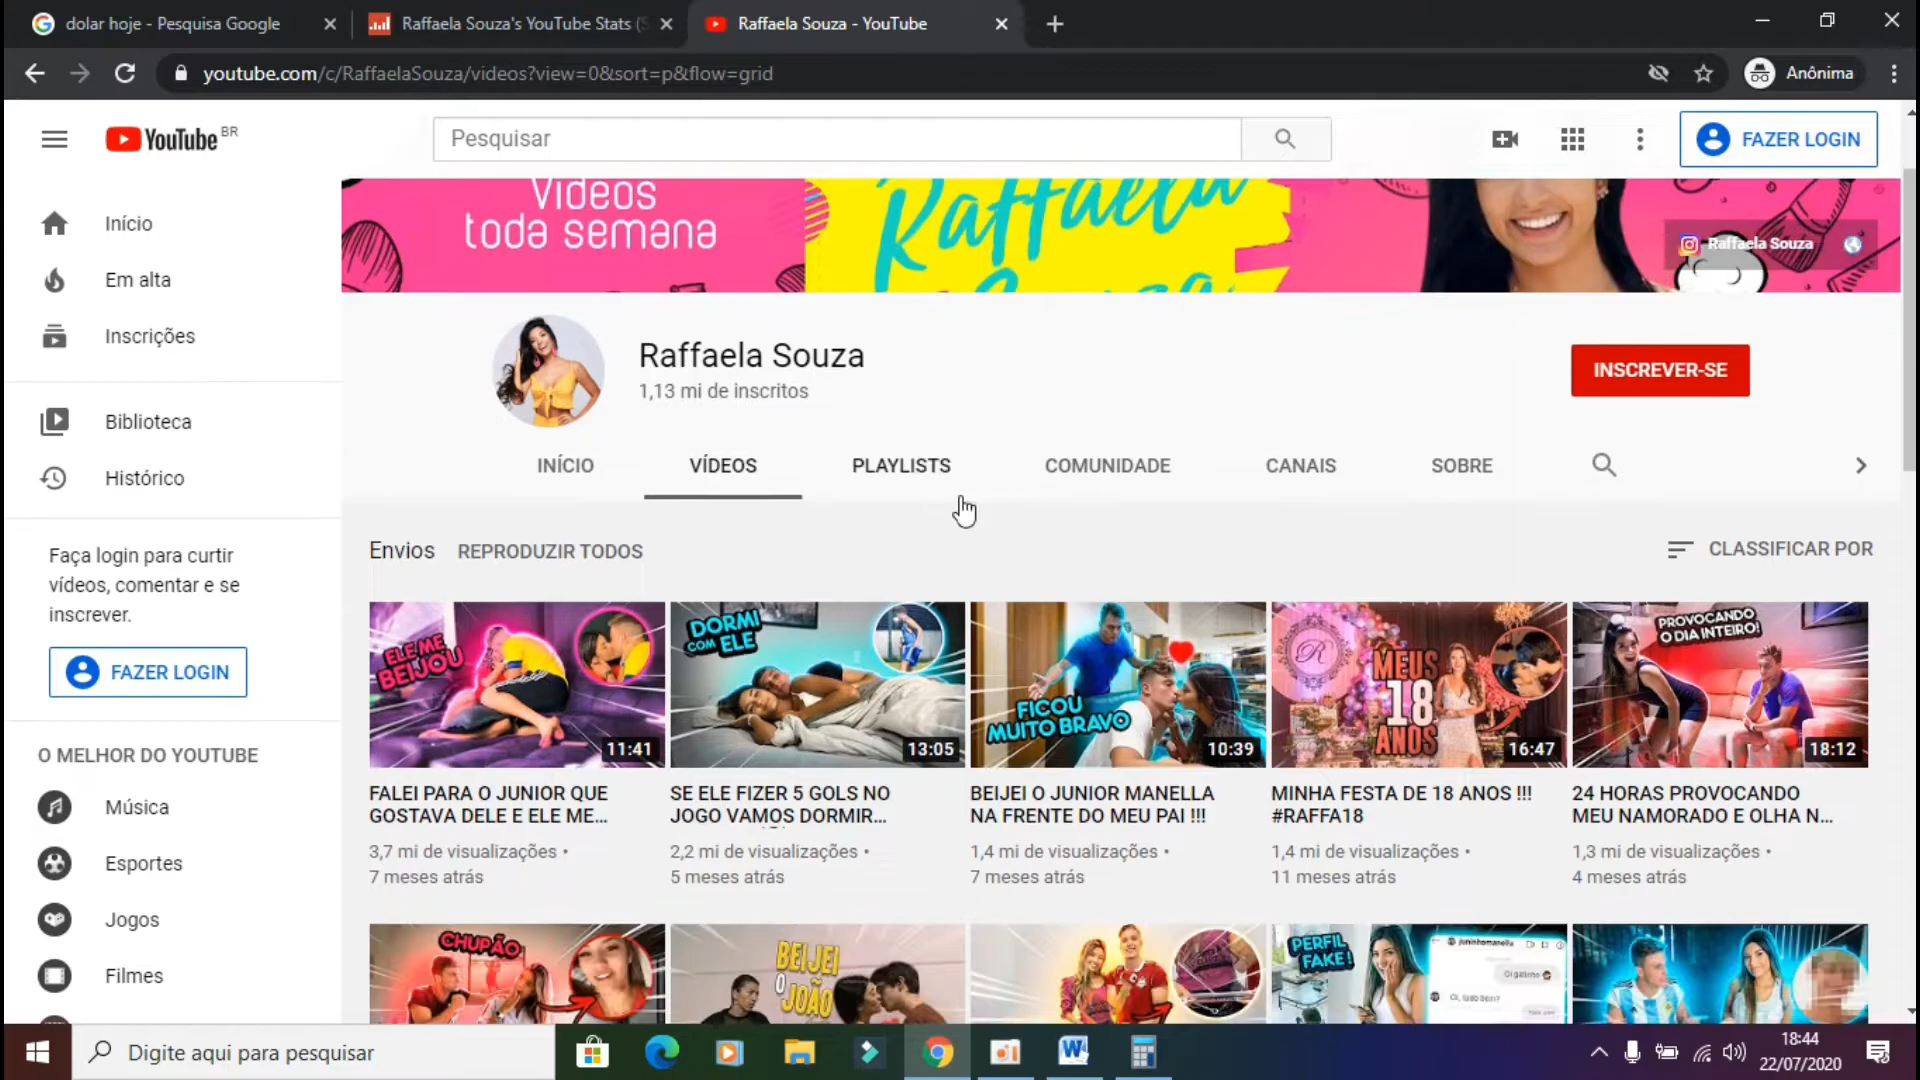 dolar hoje - Pesquisa Google
Raffaela Souza's YouTube Stats (S
Raffaela Souza - YouTube
youtube.com/c/RaffaelaSouza/videos?view=0&sort=p&flow=grid
Anônima
YouTube BR
Pesquisar
FAZER LOGIN
Início
Em alta
Inscrições
Biblioteca
Histórico
Faça login para curtir
vídeos, comentar e se
inscrever.
FAZER LOGIN
O MELHOR DO YOUTUBE
Música
Esportes
Jogos
Filmes
Vídeos
toda semana
Raffaela
Souza
Raffaela Souza
Raffaela Souza
1,13 mi de inscritos
INSCREVER-SE
INÍCIO
VÍDEOS
PLAYLISTS
COMUNIDADE
CANAIS
SOBRE
Envios
REPRODUZIR TODOS
CLASSIFICAR POR
ELE ME
BEIJOU
11:41
DORMI
COM ELE
13:05
FICOU
MUITO BRAVO
10:39
R
MEUS
18
ANOS
16:47
PROVOCANDO
O DIA INTEIRO!
18:12
FALEI PARA O JUNIOR QUE
GOSTAVA DELE E ELE ME...
3,7 mi de visualizações •
7 meses atrás
SE ELE FIZER 5 GOLS NO
JOGO VAMOS DORMIR...
2,2 mi de visualizações •
5 meses atrás
BEIJEI O JUNIOR MANELLA
NA FRENTE DO MEU PAI !!!
1,4 mi de visualizações •
7 meses atrás
MINHA FESTA DE 18 ANOS !!!
#RAFFA18
1,4 mi de visualizações •
11 meses atrás
24 HORAS PROVOCANDO
MEU NAMORADO E OLHA N...
1,3 mi de visualizações •
4 meses atrás
CHUPÃO
BEIJEI
O
JOÃO
PERFIL
FAKE!
juninhomanella
Oi gatinho
Digite aqui para pesquisar
18:44
22/07/2020